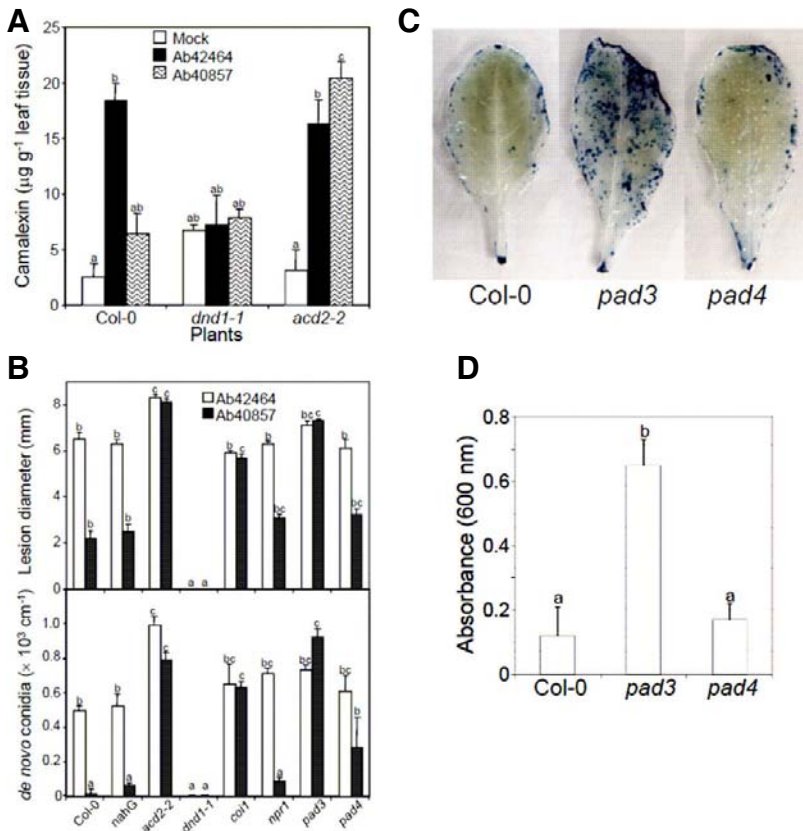 A
Camalexin (µg g⁻¹ leaf tissue)
25
20
15
10
5
0
Mock
Ab42464
Ab40857
a
b
ab
ab
ab
ab
a
b
c
Col-0
dnd1-1
acd2-2
Plants
B
Lesion diameter (mm)
8
6
4
2
0
Ab42464
Ab40857
b
b
b
b
c
c
a
a
b
c
b
bc
bc
c
b
bc
de novo conidia (× 10³ cm⁻¹)
1.0
0.8
0.6
0.4
0.2
0
b
a
b
a
c
c
a
a
bc
bc
b
a
bc
c
bc
b
Col-0
nahG
acd2-2
dnd1-1
coi1
npr1
pad3
pad4
C
Col-0
pad3
pad4
D
Absorbance (600 nm)
0.8
0.6
0.4
0.2
0
a
b
a
Col-0
pad3
pad4